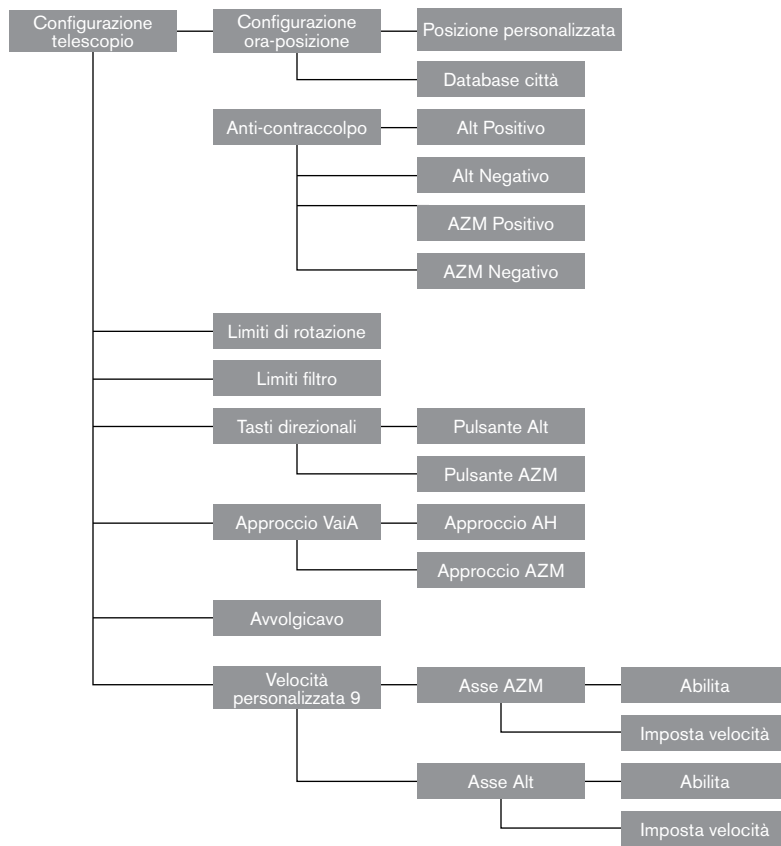 Configurazione
telescopio
Configurazione
ora-posizione
Posizione personalizzata
Database città
Anti-contraccolpo
Alt Positivo
Alt Negativo
AZM Positivo
AZM Negativo
Limiti di rotazione
Limiti filtro
Tasti direzionali
Pulsante Alt
Pulsante AZM
Approccio VaiA
Approccio AH
Approccio AZM
Avvolgicavo
Velocità
personalizzata 9
Asse AZM
Abilita
Imposta velocità
Asse Alt
Abilita
Imposta velocità